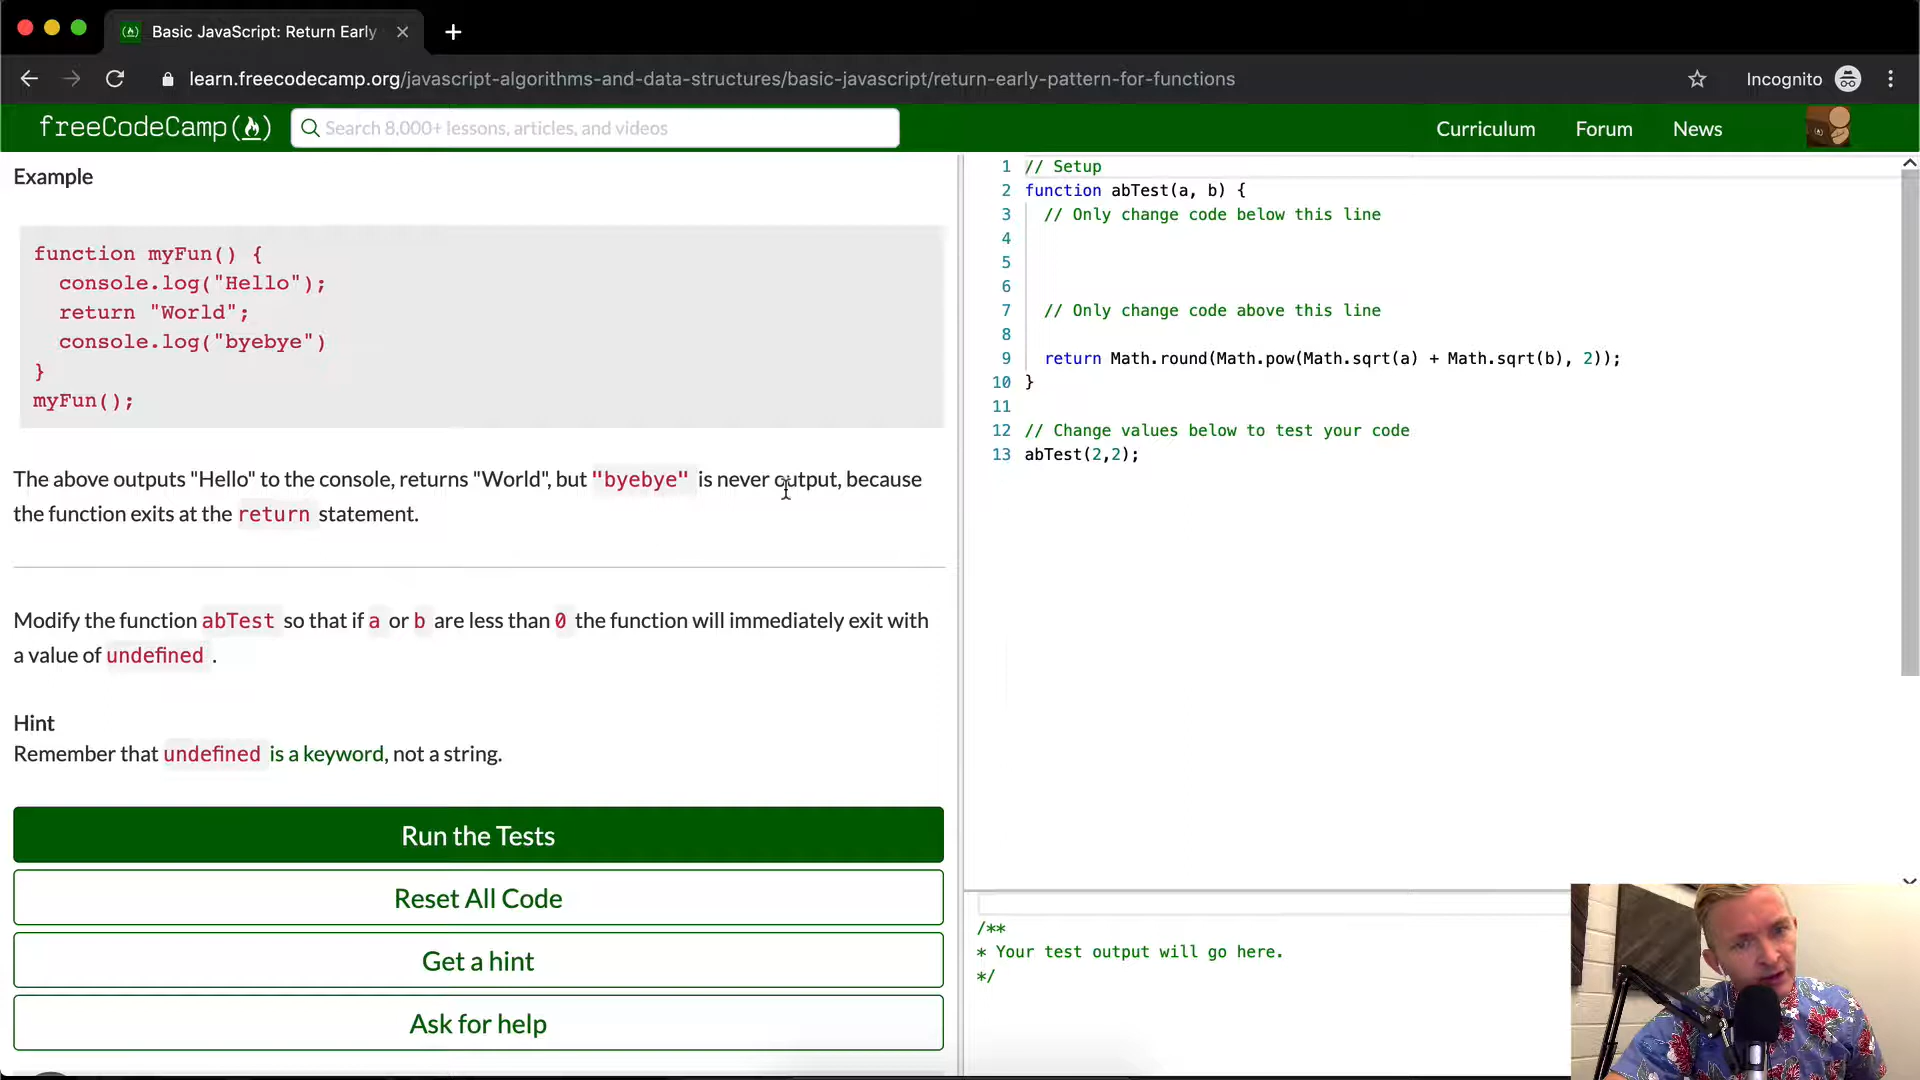 Basic JavaScript: Return Early
learn.freecodecamp.org/javascript-algorithms-and-data-structures/basic-javascript/return-early-pattern-for-functions
Incognito
freeCodeCamp
Search 8,000+ lessons, articles, and videos
Curriculum
Forum
News
Example
function myFun() {
console.log("Hello");
return "World";
console.log("byebye")
}
myFun();
The above outputs "Hello" to the console, returns "World", but "byebye" is never output, because
the function exits at the return statement.
Modify the function abTest so that if a or b are less than 0 the function will immediately exit with
a value of undefined .
Hint
Remember that undefined is a keyword, not a string.
Run the Tests
Reset All Code
Get a hint
Ask for help
1 // Setup
2 function abTest(a, b) {
3 // Only change code below this line
4
5
6
7 // Only change code above this line
8
9 return Math.round(Math.pow(Math.sqrt(a) + Math.sqrt(b), 2));
10 }
11
12 // Change values below to test your code
13 abTest(2,2);
/**
* Your test output will go here.
*/